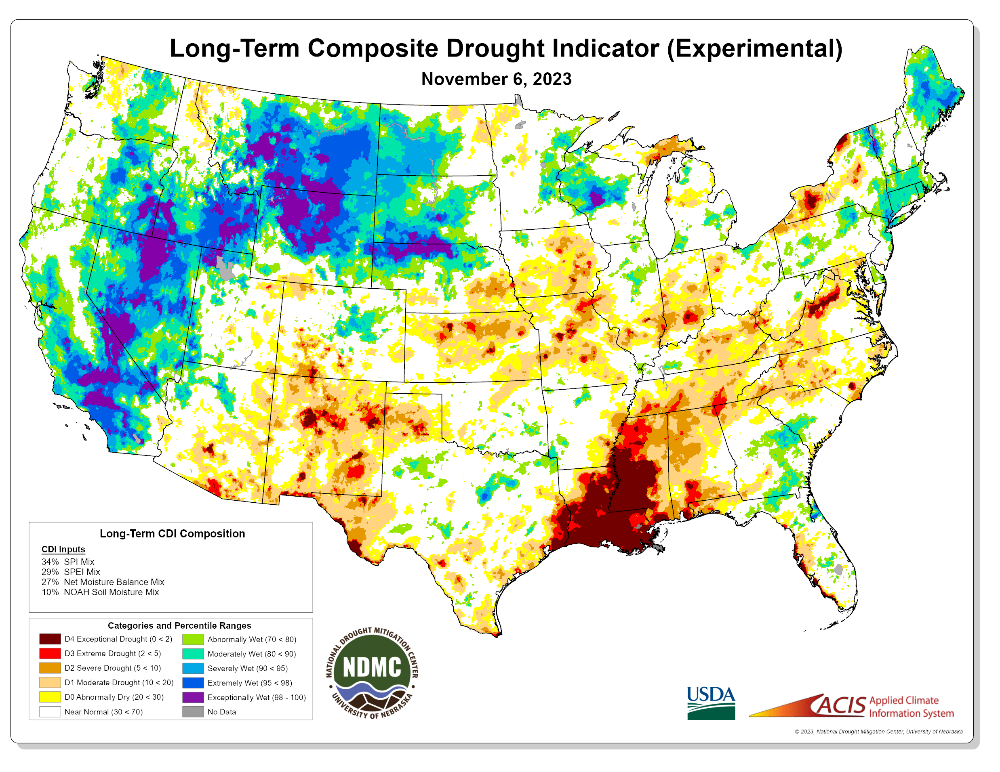 Long-Term Composite Drought Indicator (Experimental)
November 6, 2023
Long-Term CDI Composition
CDI Inputs
34% SPI Mix
29% SPEI Mix
27% Net Moisture Balance Mix
10% NOAH Soil Moisture Mix
Categories and Percentile Ranges
D4 Exceptional Drought (0 < 2)
D3 Extreme Drought (2 < 5)
D2 Severe Drought (5 < 10)
D1 Moderate Drought (10 < 20)
D0 Abnormally Dry (20 < 30)
Near Normal (30 < 70)
Abnormally Wet (70 < 80)
Moderately Wet (80 < 90)
Severely Wet (90 < 95)
Extremely Wet (95 < 98)
Exceptionally Wet (98 - 100)
No Data
NATIONAL DROUGHT MITIGATION CENTER
NDMC
UNIVERSITY OF NEBRASKA
USDA
ACIS
Applied Climate
Information System
© 2023, National Drought Mitigation Center, University of Nebraska